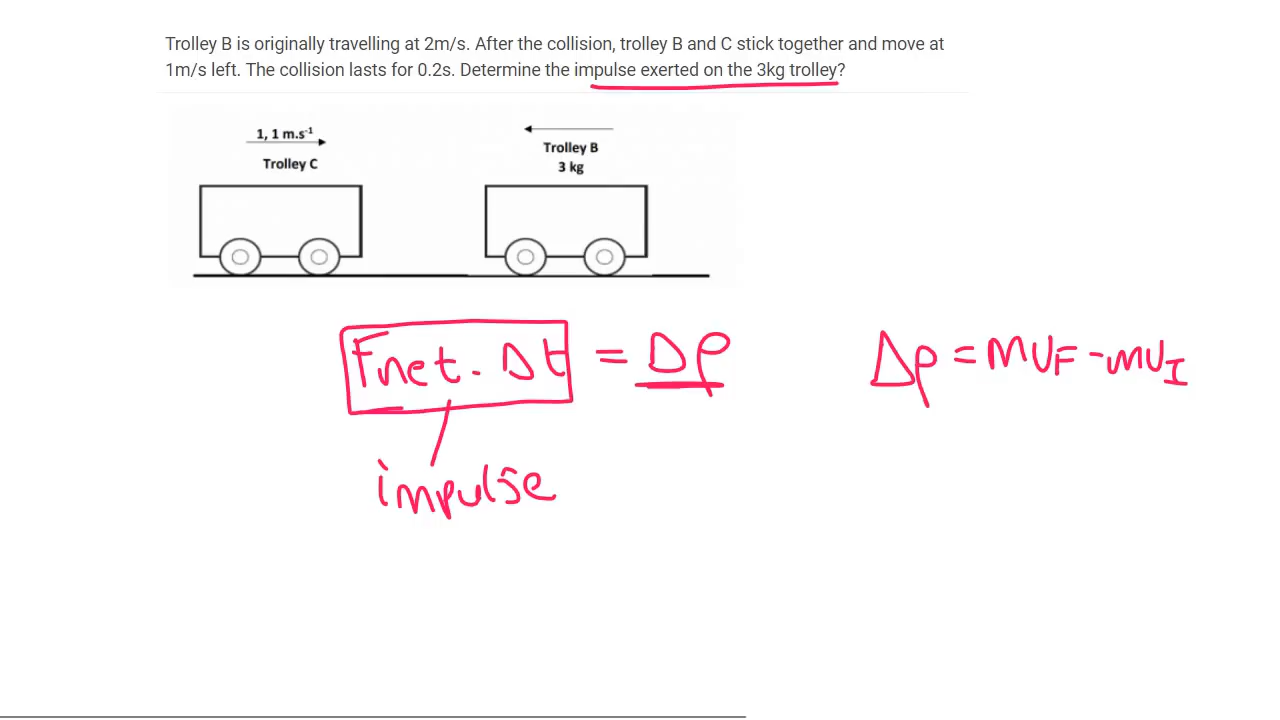 Trolley B is originally travelling at 2m/s. After the collision, trolley B and C stick together and move at
1m/s left. The collision lasts for 0.2s. Determine the impulse exerted on the 3kg trolley?
1, 1 m.s⁻¹
Trolley C
Trolley B
3 kg
Fnet. Δt = Δp
Δp = mVF - mVI
impulse